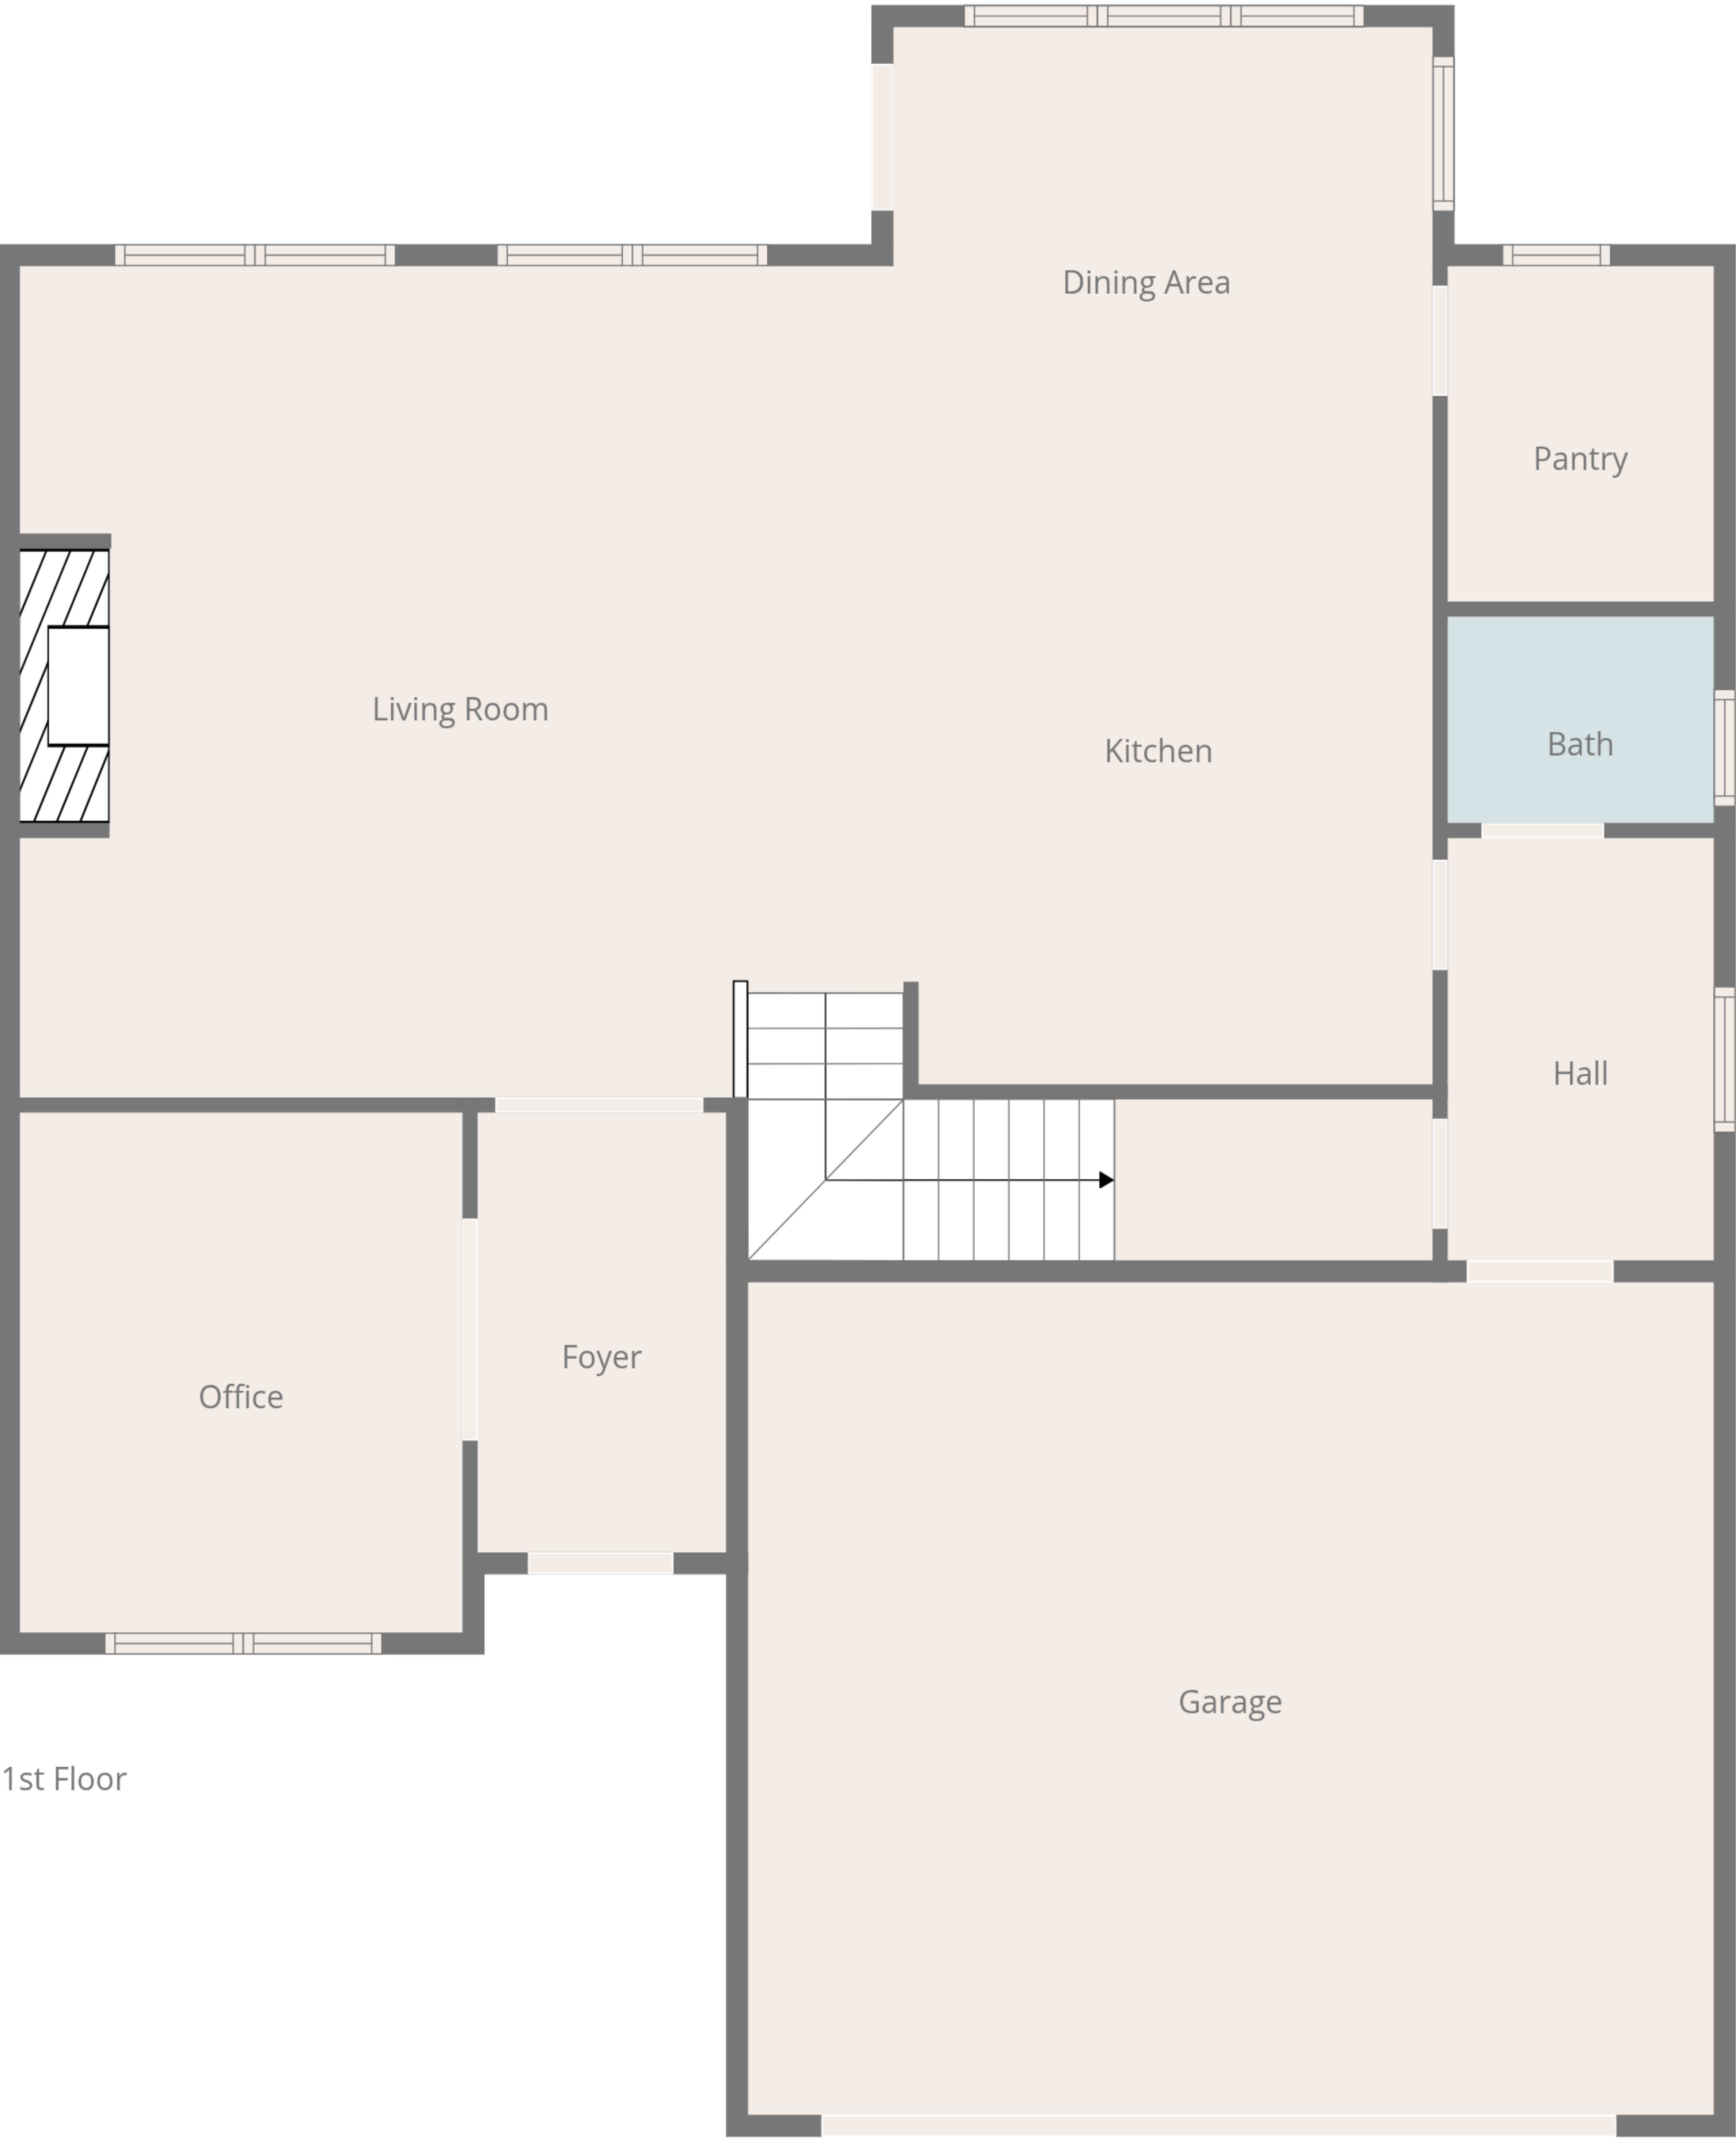 Dining Area
Pantry
Living Room
Kitchen
Bath
Hall
Foyer
Office
Garage
1st Floor